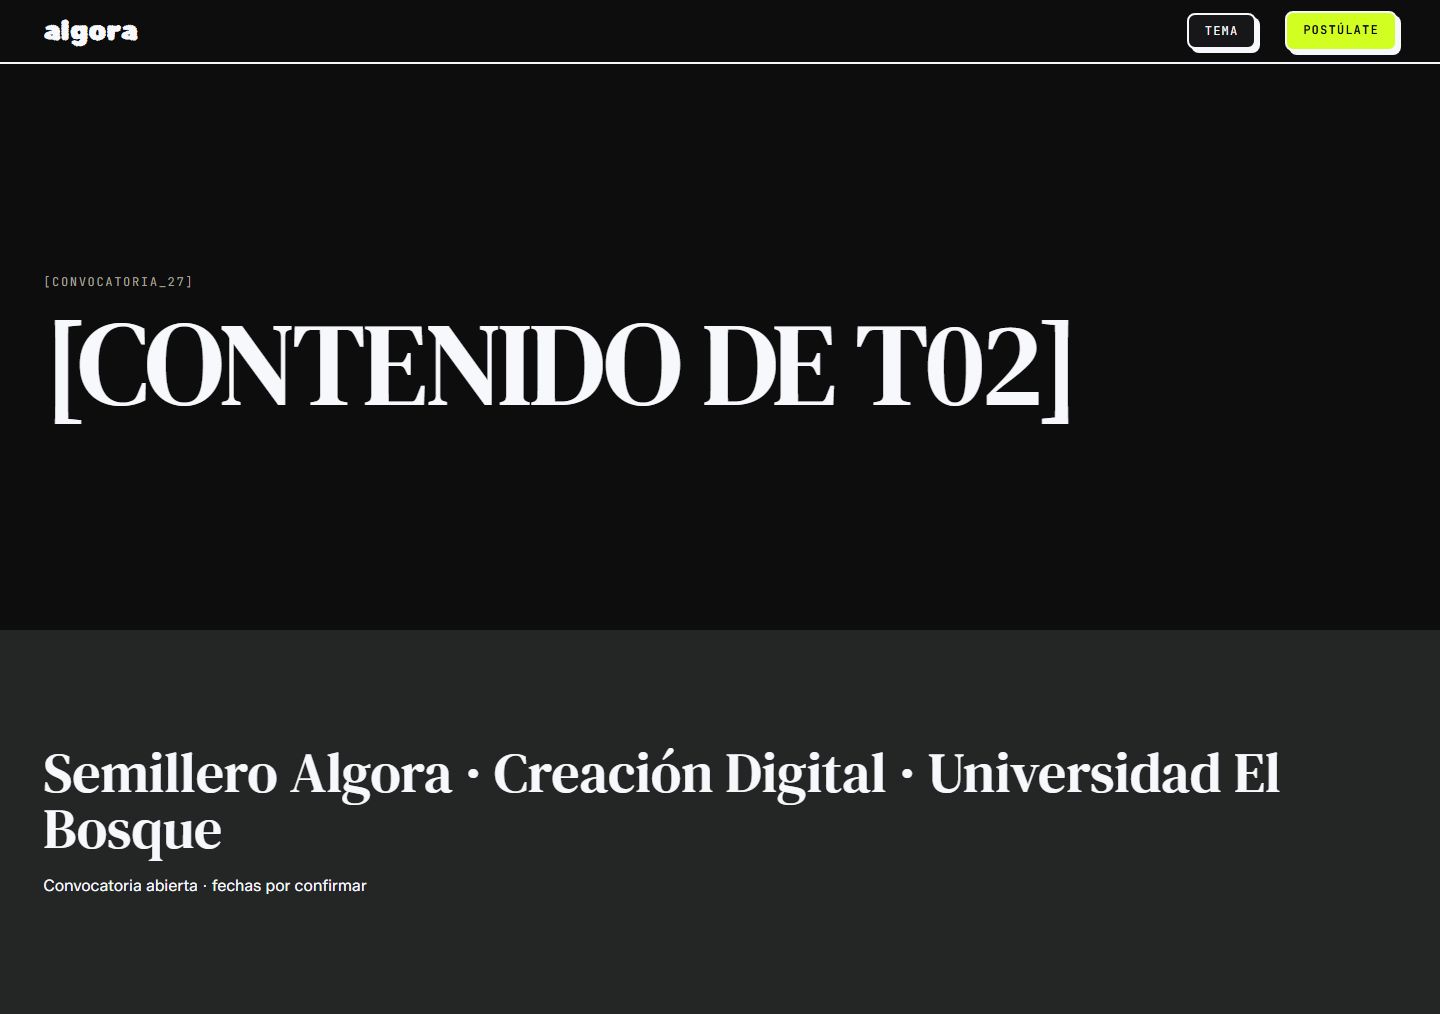 algora
TEMA
POSTÚLATE
[CONVOCATORIA_27]
[CONTENIDO DE T02]
Semillero Algora · Creación Digital · Universidad El
Bosque
Convocatoria abierta · fechas por confirmar